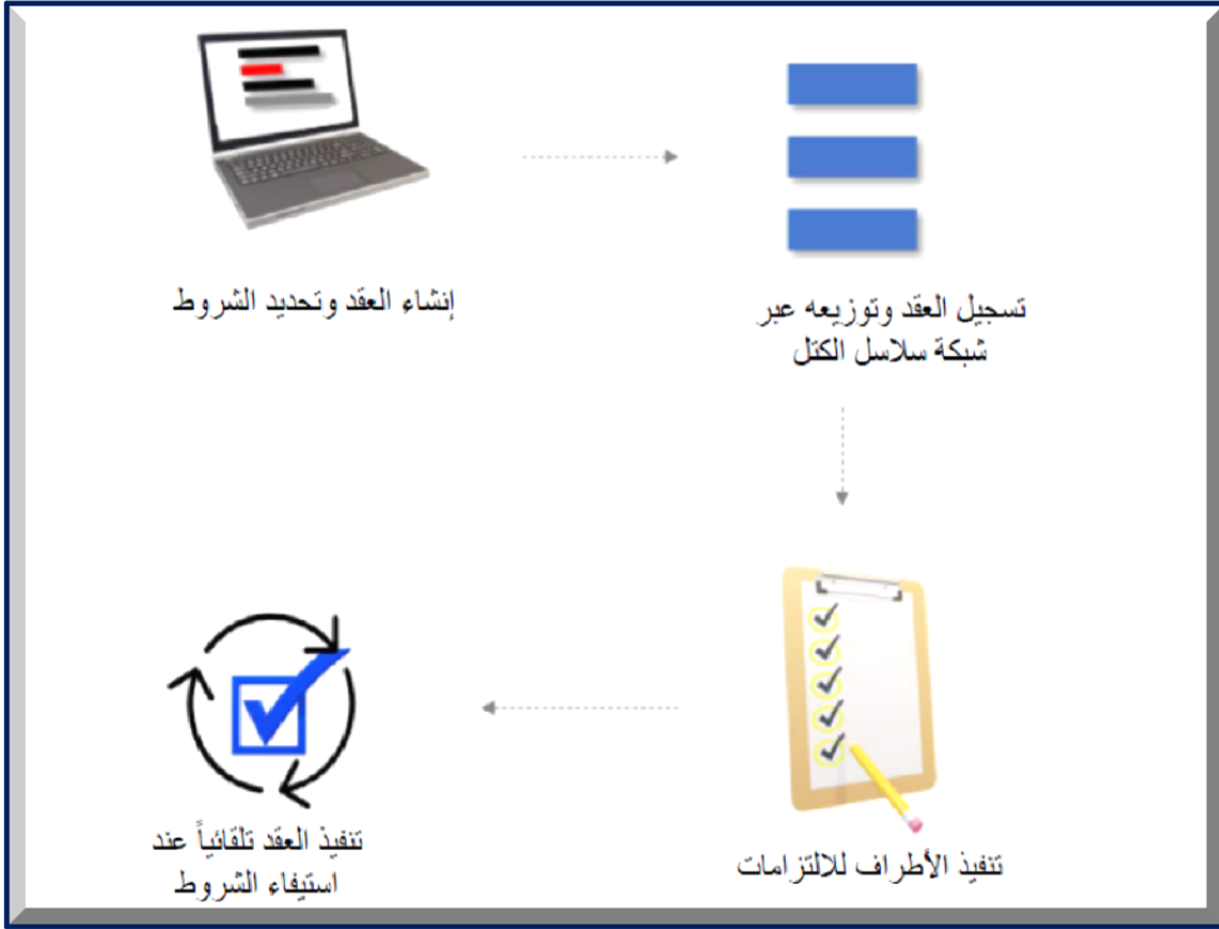 إنشاء العقد وتحديد الشروط
تسجيل العقد وتوزيعه عبر
شبكة سلاسل الكتل
تنفيذ الأطراف للالتزامات
تنفيذ العقد تلقائياً عند
استيفاء الشروط